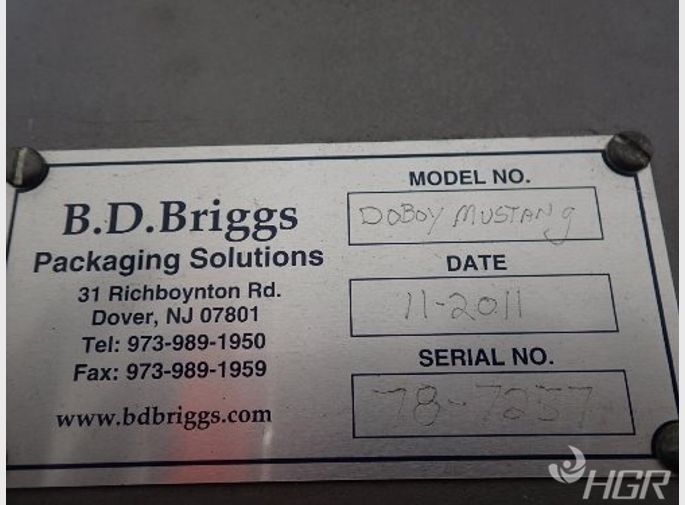 B.D.Briggs
Packaging Solutions
31 Richboynton Rd.
Dover, NJ 07801
Tel: 973-989-1950
Fax: 973-989-1959
www.bdbriggs.com
MODEL NO.
DOBOY MUSTANg
DATE
11-2011
SERIAL NO.
78-7257
HGR